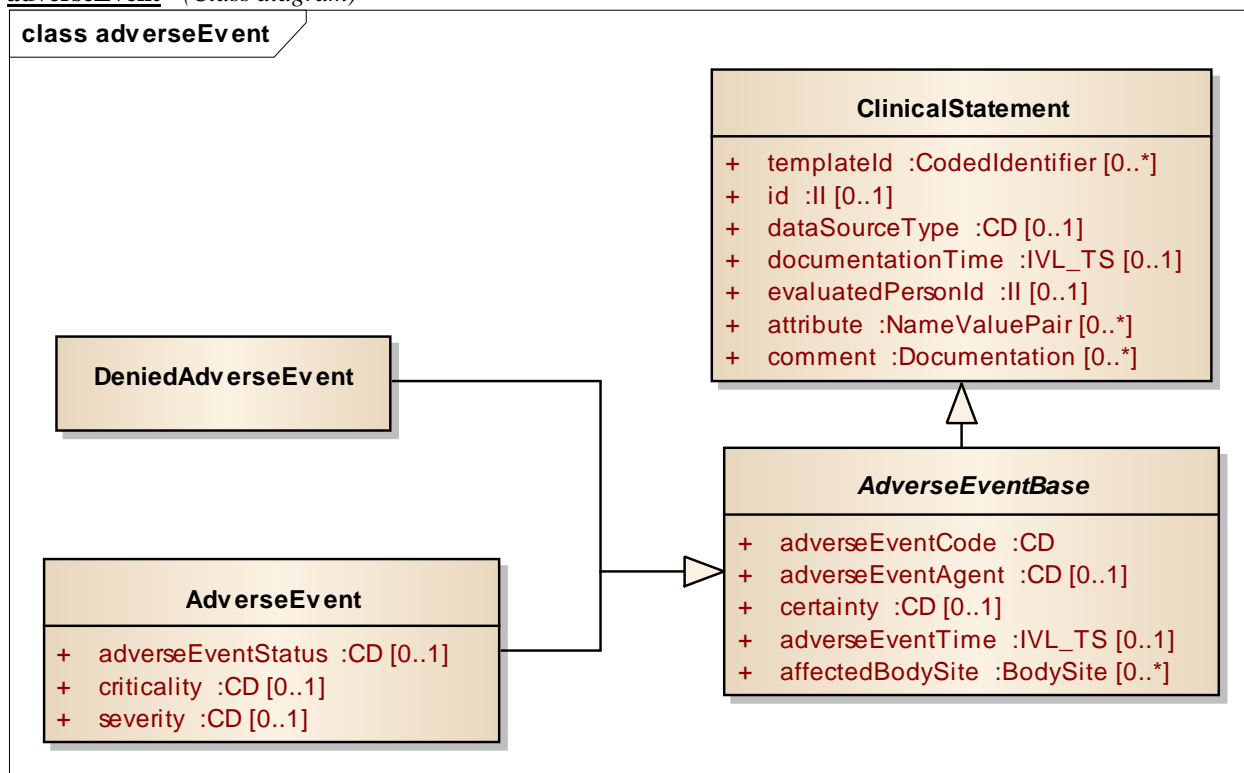 adverseEvent - (Class diagram)
class adverseEvent
ClinicalStatement
+ templateId :CodedIdentifier [0..*]
+ id :II [0..1]
+ dataSourceType :CD [0..1]
+ documentationTime :IVL_TS [0..1]
+ evaluatedPersonId :II [0..1]
+ attribute :NameValuePair [0..*]
+ comment :Documentation [0..*]
DeniedAdverseEvent
AdverseEventBase
+ adverseEventCode :CD
+ adverseEventAgent :CD [0..1]
+ certainty :CD [0..1]
+ adverseEventTime :IVL_TS [0..1]
+ affectedBodySite :BodySite [0..*]
AdverseEvent
+ adverseEventStatus :CD [0..1]
+ criticality :CD [0..1]
+ severity :CD [0..1]